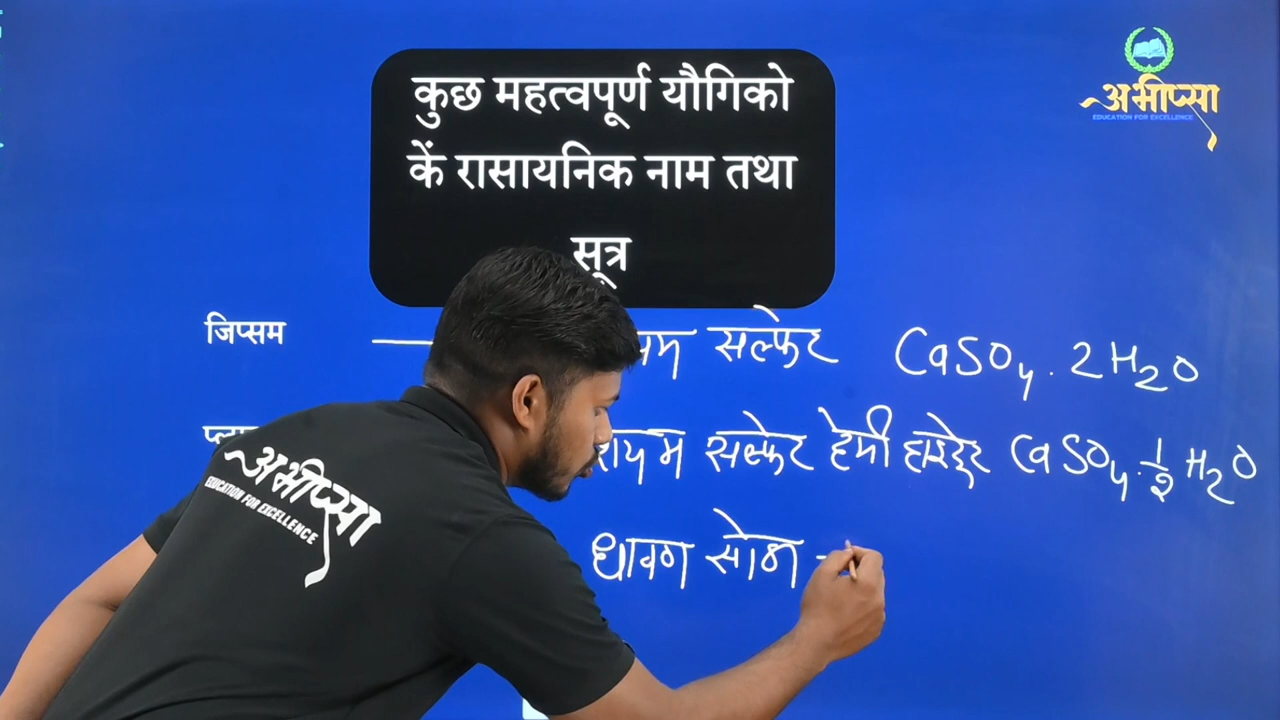 कुछ महत्वपूर्ण यौगिको
कें रासायनिक नाम तथा
सूत्र
अभीप्सा
EDUCATION FOR EXCELLENCE
जिप्सम सल्फेट CaSO4 . 2H2O
सल्फेट हेमी हाइड्रेट CaSO4 . 1/2 H2O
धावण सोडा
अभीप्सा
EDUCATION FOR EXCELLENCE